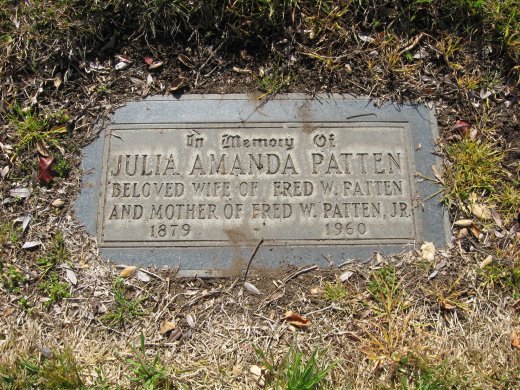 In Memory Of
JULIA AMANDA PATTEN
BELOVED WIFE OF FRED W. PATTEN
AND MOTHER OF FRED W. PATTEN, JR.
1879 1960